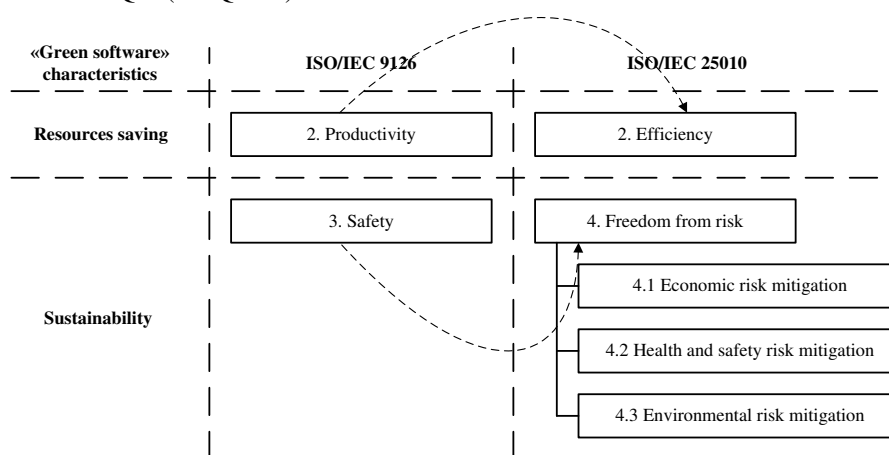 «Green software»
characteristics
ISO/IEC 9126
ISO/IEC 25010
Resources saving
2. Productivity
2. Efficiency
3. Safety
4. Freedom from risk
4.1 Economic risk mitigation
Sustainability
4.2 Health and safety risk mitigation
4.3 Environmental risk mitigation